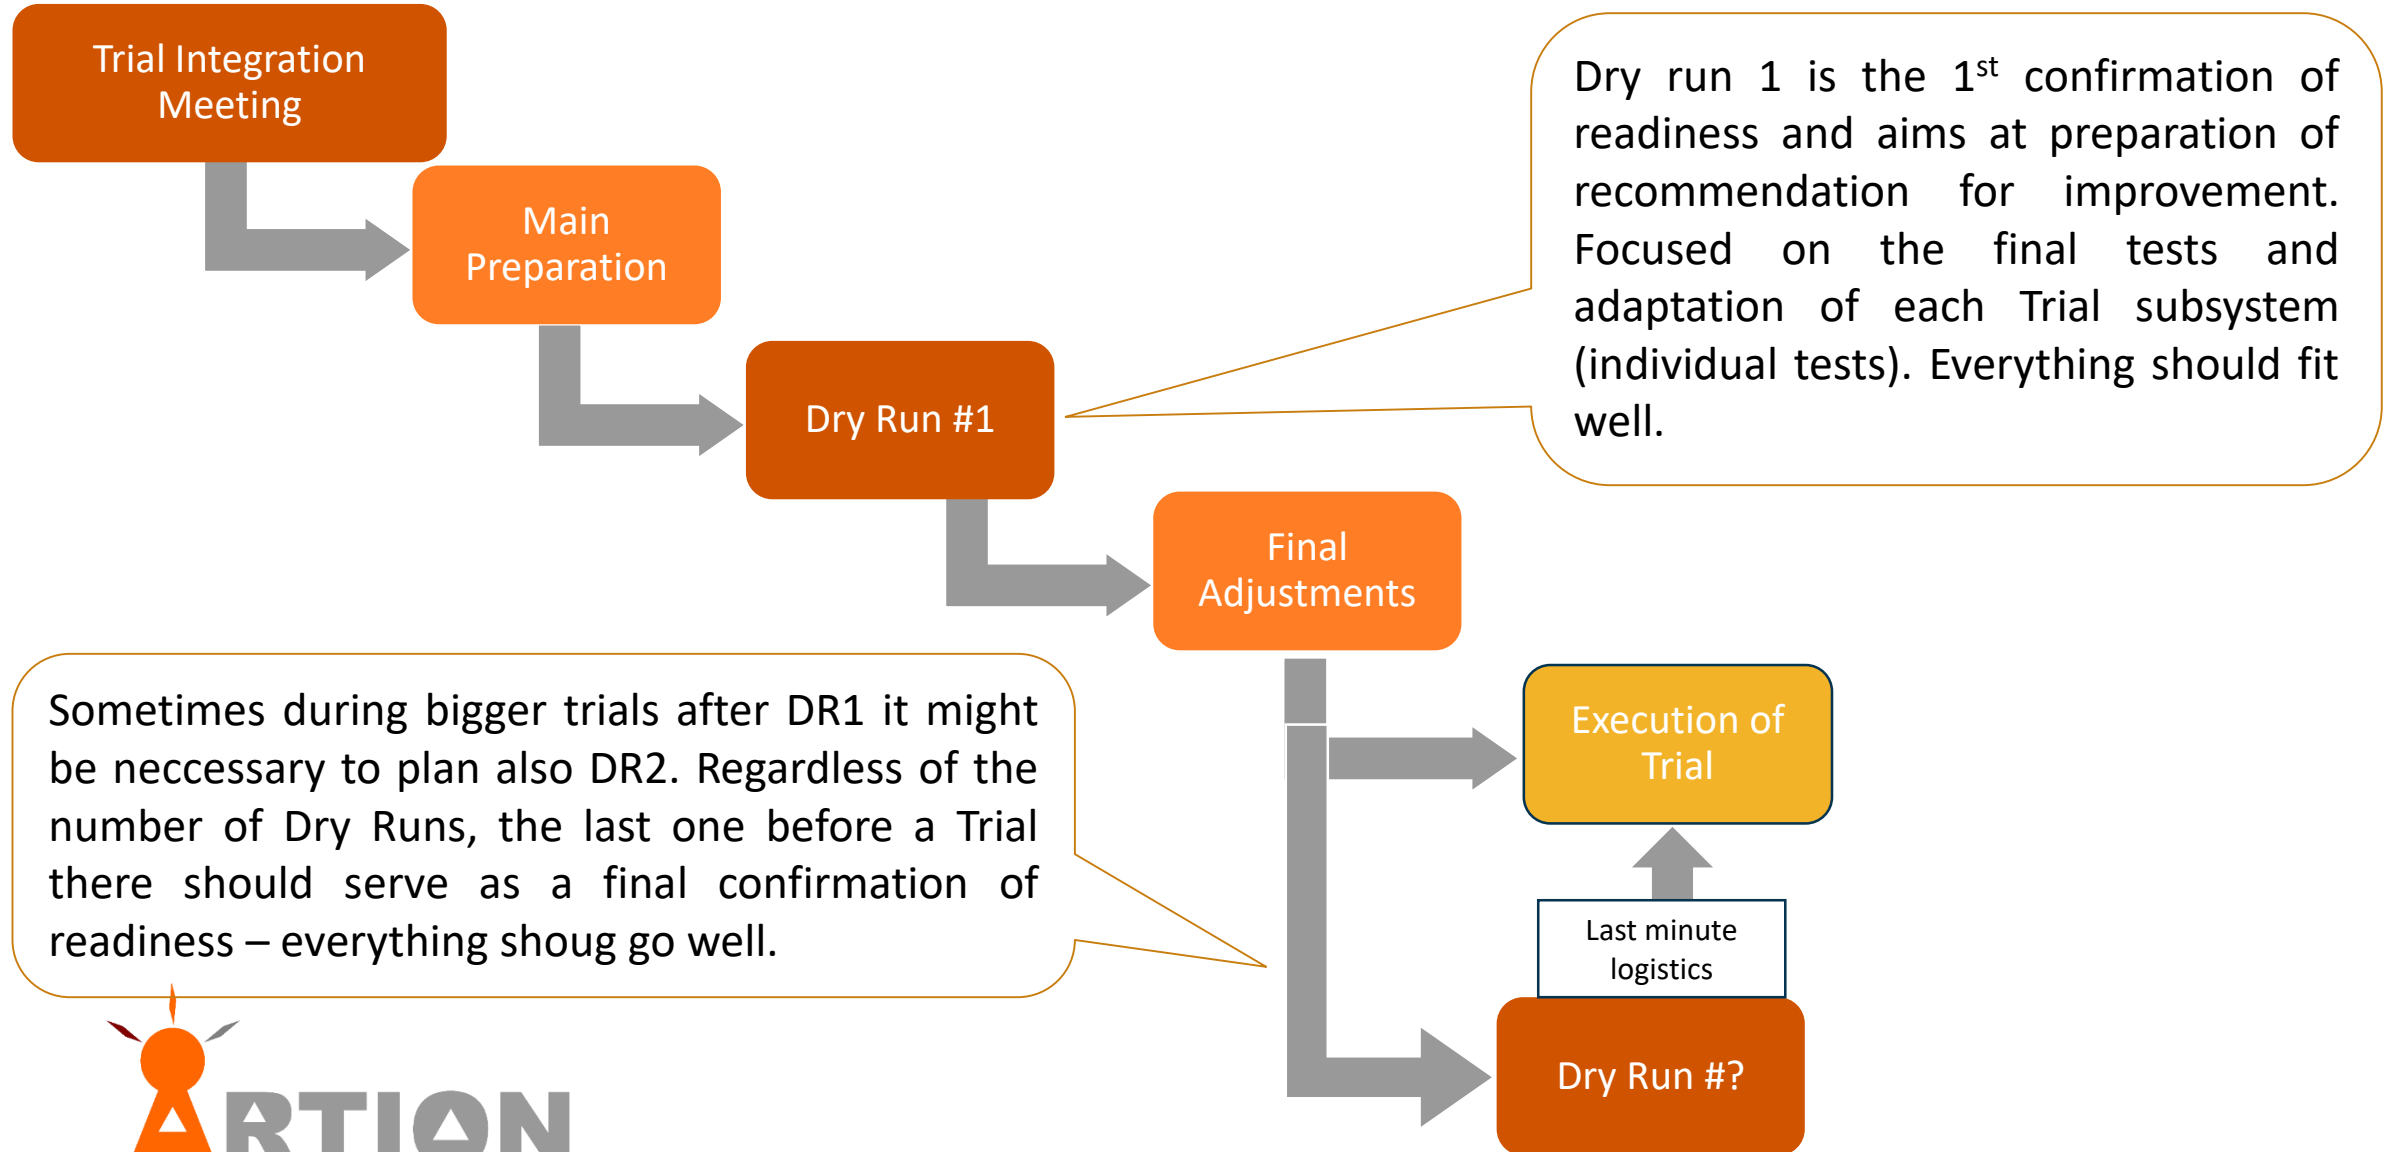 Trial Integration
Meeting
Main
Preparation
Dry Run #1
Dry run 1 is the 1st confirmation of
readiness and aims at preparation of
recommendation for improvement.
Focused on the final tests and
adaptation of each Trial subsystem
(individual tests). Everything should fit
well.
Final
Adjustments
Sometimes during bigger trials after DR1 it might
be neccessary to plan also DR2. Regardless of the
number of Dry Runs, the last one before a Trial
there should serve as a final confirmation of
readiness – everything shoug go well.
Execution of
Trial
Last minute
logistics
Dry Run #?
ARTION